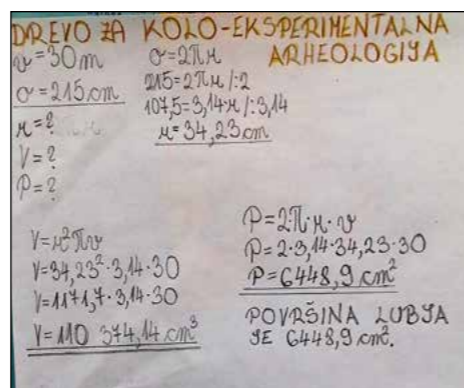 DREVO ZA KOLO-EKSPERIMENTALNA
ARHEOLOGIJA
v=30m
σ=215cm
r=?
V=?
P=?
σ=2πr
215=2πr/:2
107,5=3,14·r/:3,14
r=34,23cm
V=r²πv
V=34,23²·3,14·30
V=1171,7·3,14·30
V=110 374,14cm³
P=2π·r·v
P=2·3,14·34,23·30
P=6448,9 cm²
POVRŠINA LUBJA
JE 6448,9 cm².